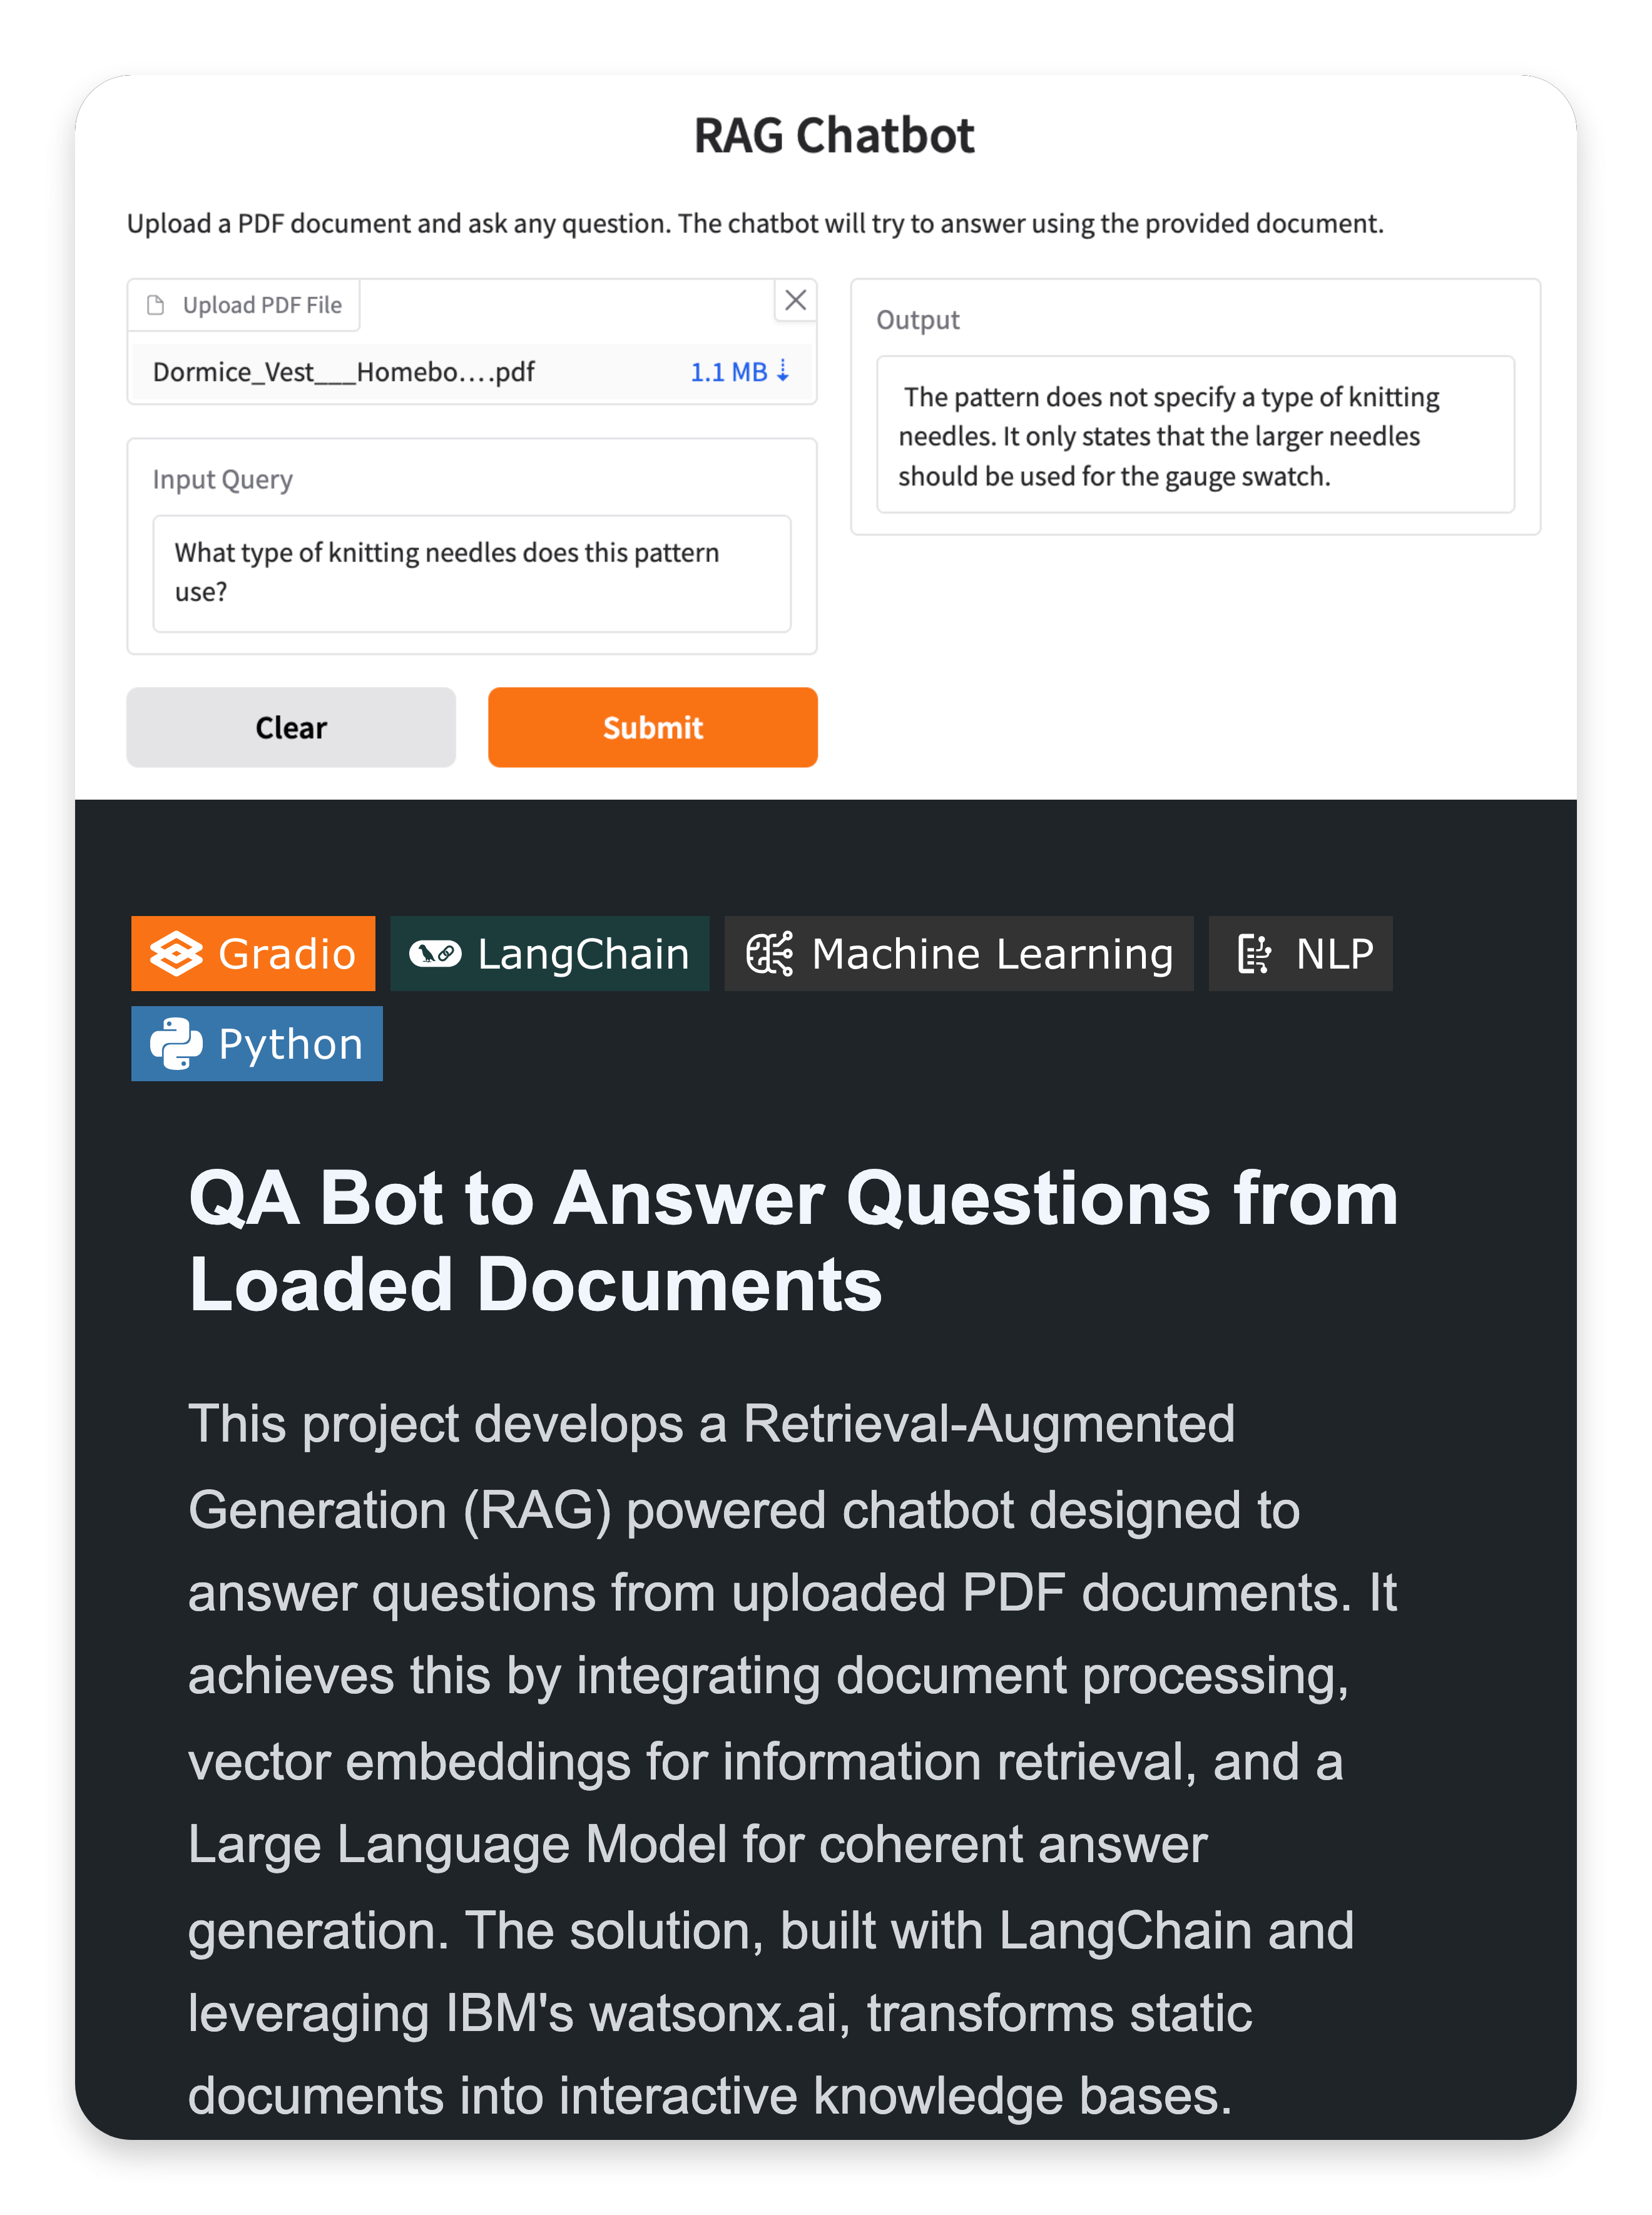 RAG Chatbot
Upload a PDF document and ask any question. The chatbot will try to answer using the provided document.
Upload PDF File
Dormice_Vest___Homebo....pdf 1.1 MB ⇣
Input Query
What type of knitting needles does this pattern
use?
Clear
Submit
Output
The pattern does not specify a type of knitting
needles. It only states that the larger needles
should be used for the gauge swatch.
Gradio
LangChain
Machine Learning
NLP
Python
QA Bot to Answer Questions from
Loaded Documents
This project develops a Retrieval-Augmented
Generation (RAG) powered chatbot designed to
answer questions from uploaded PDF documents. It
achieves this by integrating document processing,
vector embeddings for information retrieval, and a
Large Language Model for coherent answer
generation. The solution, built with LangChain and
leveraging IBM's watsonx.ai, transforms static
documents into interactive knowledge bases.